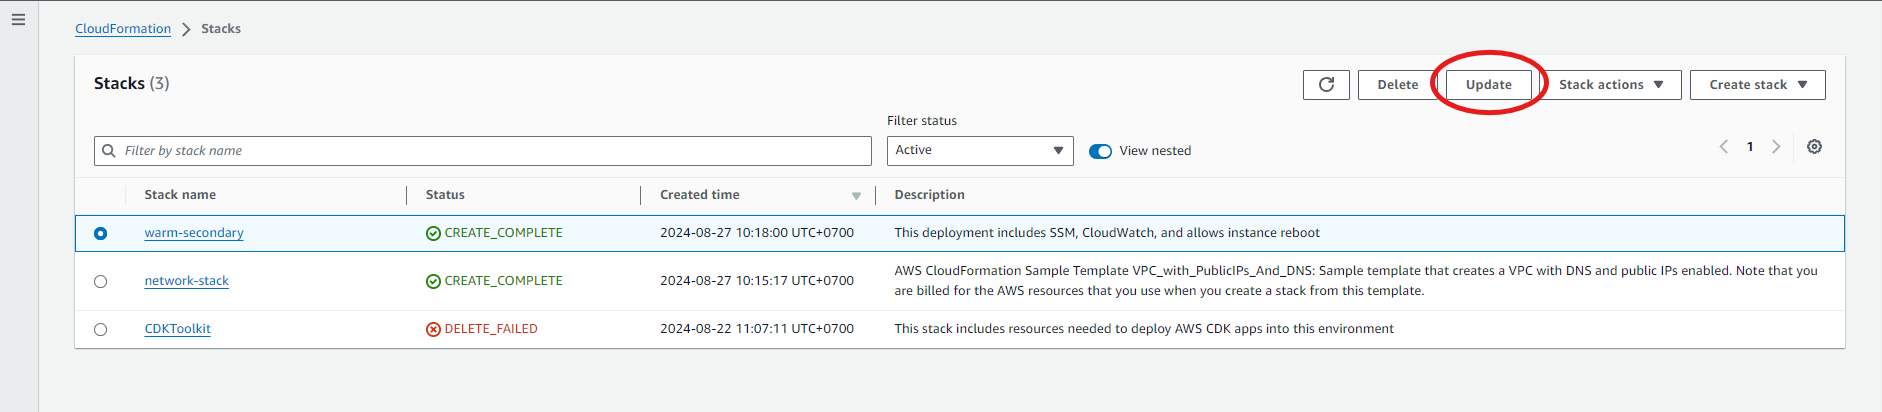 CloudFormation > Stacks
Stacks (3)
Delete
Update
Stack actions
Create stack
Filter status
Filter by stack name
Active
View nested
1
Stack name Status Created time Description
warm-secondary CREATE_COMPLETE 2024-08-27 10:18:00 UTC+0700 This deployment includes SSM, CloudWatch, and allows instance reboot
network-stack CREATE_COMPLETE 2024-08-27 10:15:17 UTC+0700 AWS CloudFormation Sample Template VPC_with_PublicIPs_And_DNS: Sample template that creates a VPC with DNS and public IPs enabled. Note that you
are billed for the AWS resources that you use when you create a stack from this template.
CDKToolkit DELETE_FAILED 2024-08-22 11:07:11 UTC+0700 This stack includes resources needed to deploy AWS CDK apps into this environment